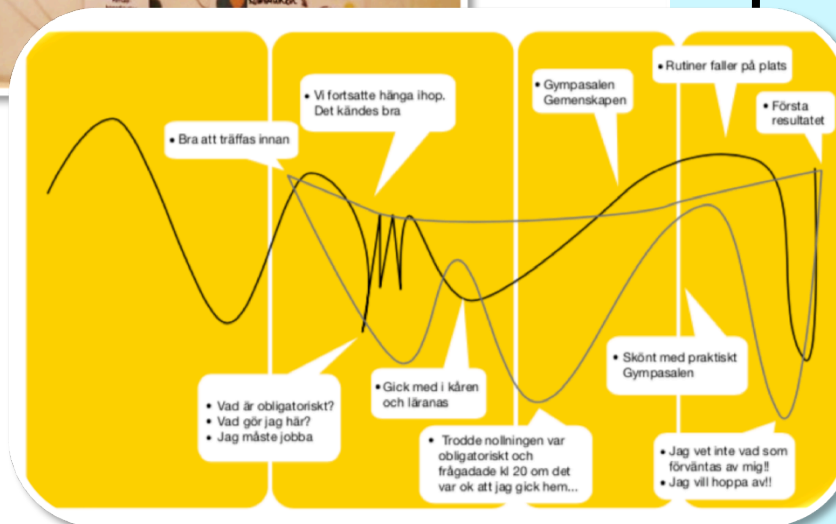 • Rutiner faller på plats
• Vi fortsatte hänga ihop.
Det kändes bra
• Gympasalen
Gemenskapen
• Första
resultatet
• Bra att träffas innan
• Skönt med praktiskt
Gympasalen
• Vad är obligatoriskt?
• Vad gör jag här?
• Jag måste jobba
• Gick med i kåren
och läranas
• Trodde nollningen var
obligatoriskt och
frågadade kl 20 om det
var ok att jag gick hem...
• Jag vet inte vad som
förväntas av mig!!
• Jag vill hoppa av!!